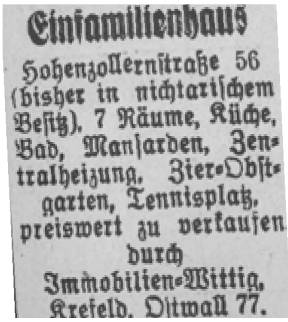 Einfamilienhaus
Hohenzollernstraße 56
(bisher in nichtarischem
Besitz), 7 Räume, Küche,
Bad, Mansarden, Zen-
tralheizung, Zier-Obst-
garten, Tennisplatz,
preiswert zu verkaufen
durch
Immobilien-Wittig,
Krefeld, Ostwall 77.